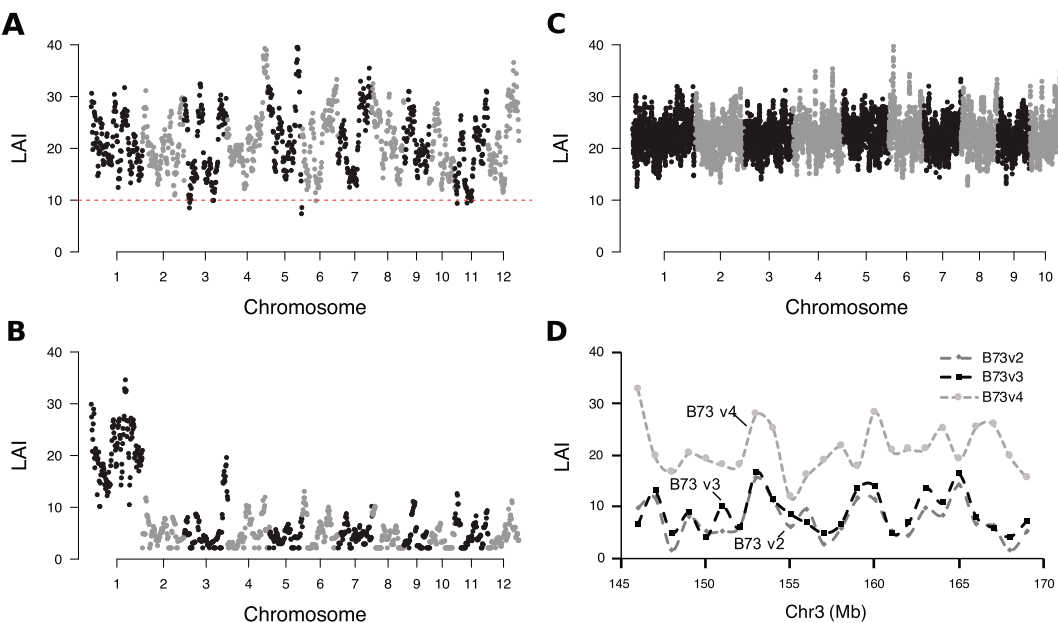 A
40
30
20
10
0
LAI
1 2 3 4 5 6 7 8 9 10 11 12
Chromosome
C
40
30
20
10
0
LAI
1 2 3 4 5 6 7 8 9 10
Chromosome
B
40
30
20
10
0
LAI
1 2 3 4 5 6 7 8 9 10 11 12
Chromosome
D
40
30
20
10
0
LAI
B73v2
B73v3
B73v4
B73 v4
B73 v3
B73 v2
145 150 155 160 165 170
Chr3 (Mb)